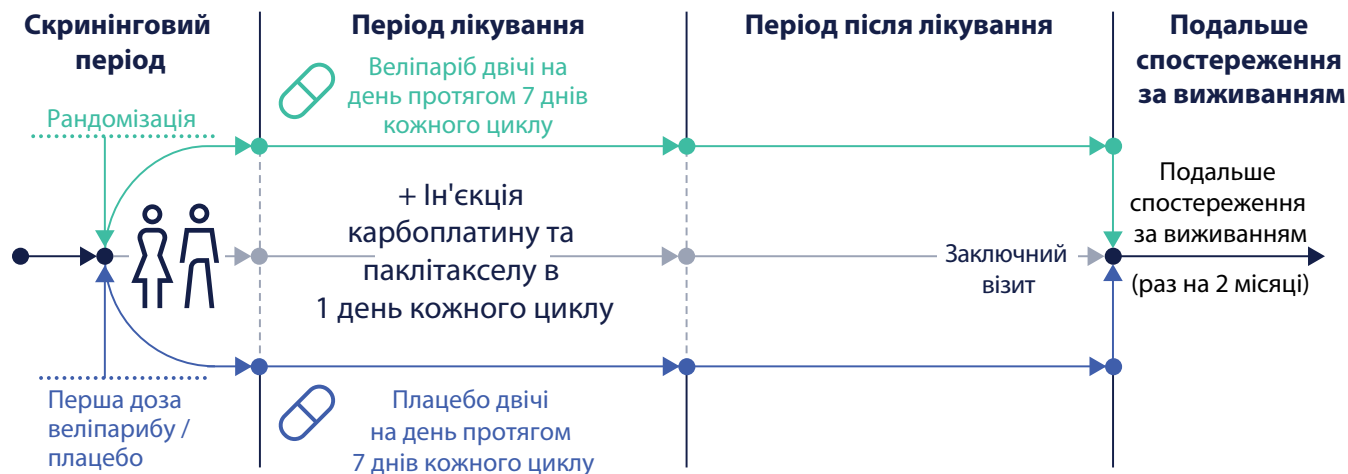 Скринінговий
період
Період лікування
Період після лікування
Подальше
спостереження
за виживанням
Рандомізація
Веліпаріб двічі на
день протягом 7 днів
кожного циклу
+ Ін'єкція
карбоплатину та
паклітакселу в
1 день кожного циклу
Заключний
візит
Подальше
спостереження
за виживанням
(раз на 2 місяці)
Перша доза
веліпарибу /
плацебо
Плацебо двічі
на день протягом
7 днів кожного циклу